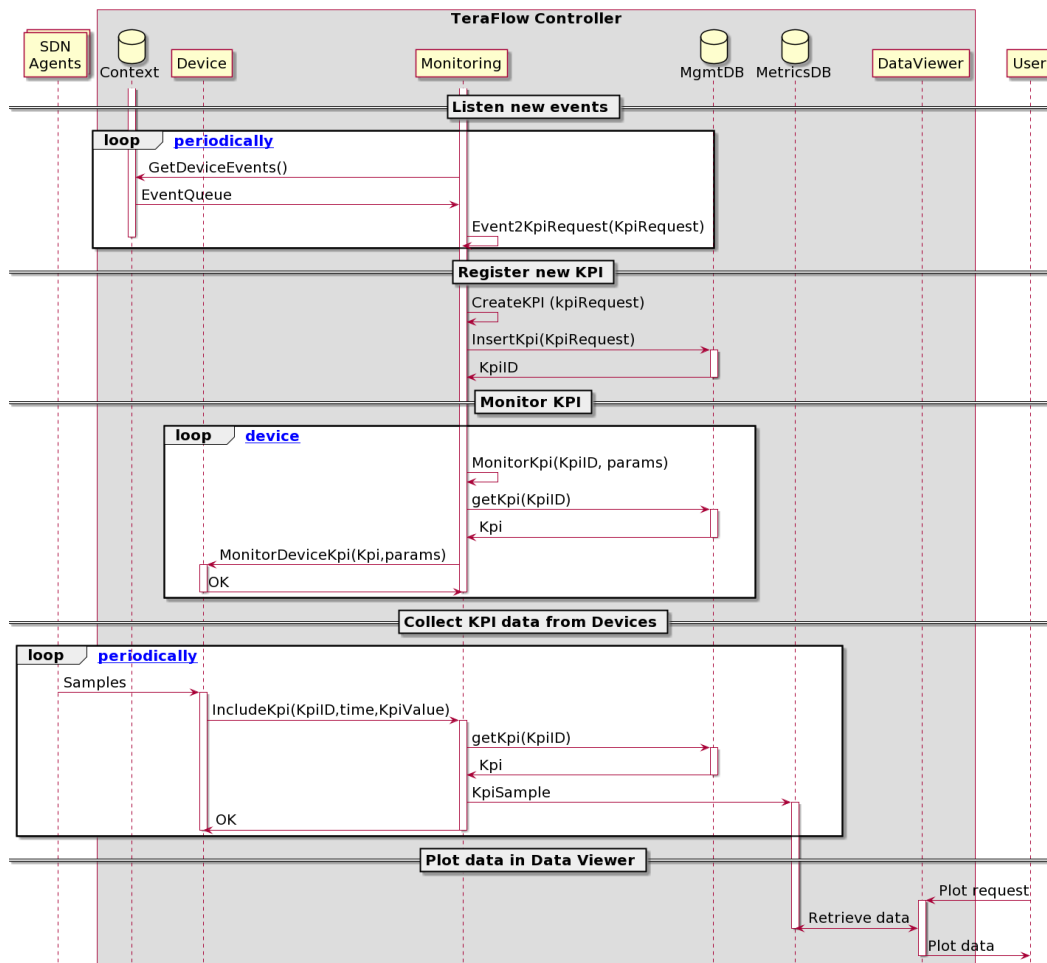 TeraFlow Controller
SDN
Agents
Context
Device
Monitoring
MgmtDB
MetricsDB
DataViewer
User
Listen new events
loop periodically
GetDeviceEvents()
EventQueue
Event2KpiRequest(KpiRequest)
Register new KPI
CreateKPI (kpiRequest)
InsertKpi(KpiRequest)
KpiID
Monitor KPI
loop device
MonitorKpi(KpiID, params)
getKpi(KpiID)
Kpi
MonitorDeviceKpi(Kpi,params)
OK
Collect KPI data from Devices
loop periodically
Samples
IncludeKpi(KpiID,time,KpiValue)
getKpi(KpiID)
Kpi
KpiSample
OK
Plot data in Data Viewer
Plot request
Retrieve data
Plot data